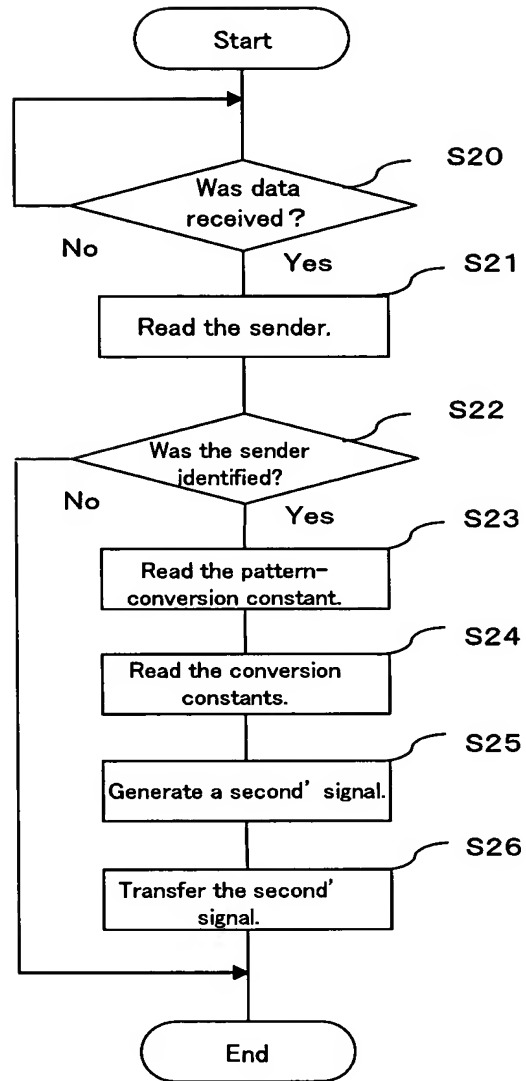 Start
S20
Was data
received?
No
Yes
S21
Read the sender.
S22
Was the sender
identified?
No
Yes
S23
Read the pattern-
conversion constant.
S24
Read the conversion
constants.
S25
Generate a second' signal.
S26
Transfer the second'
signal.
End